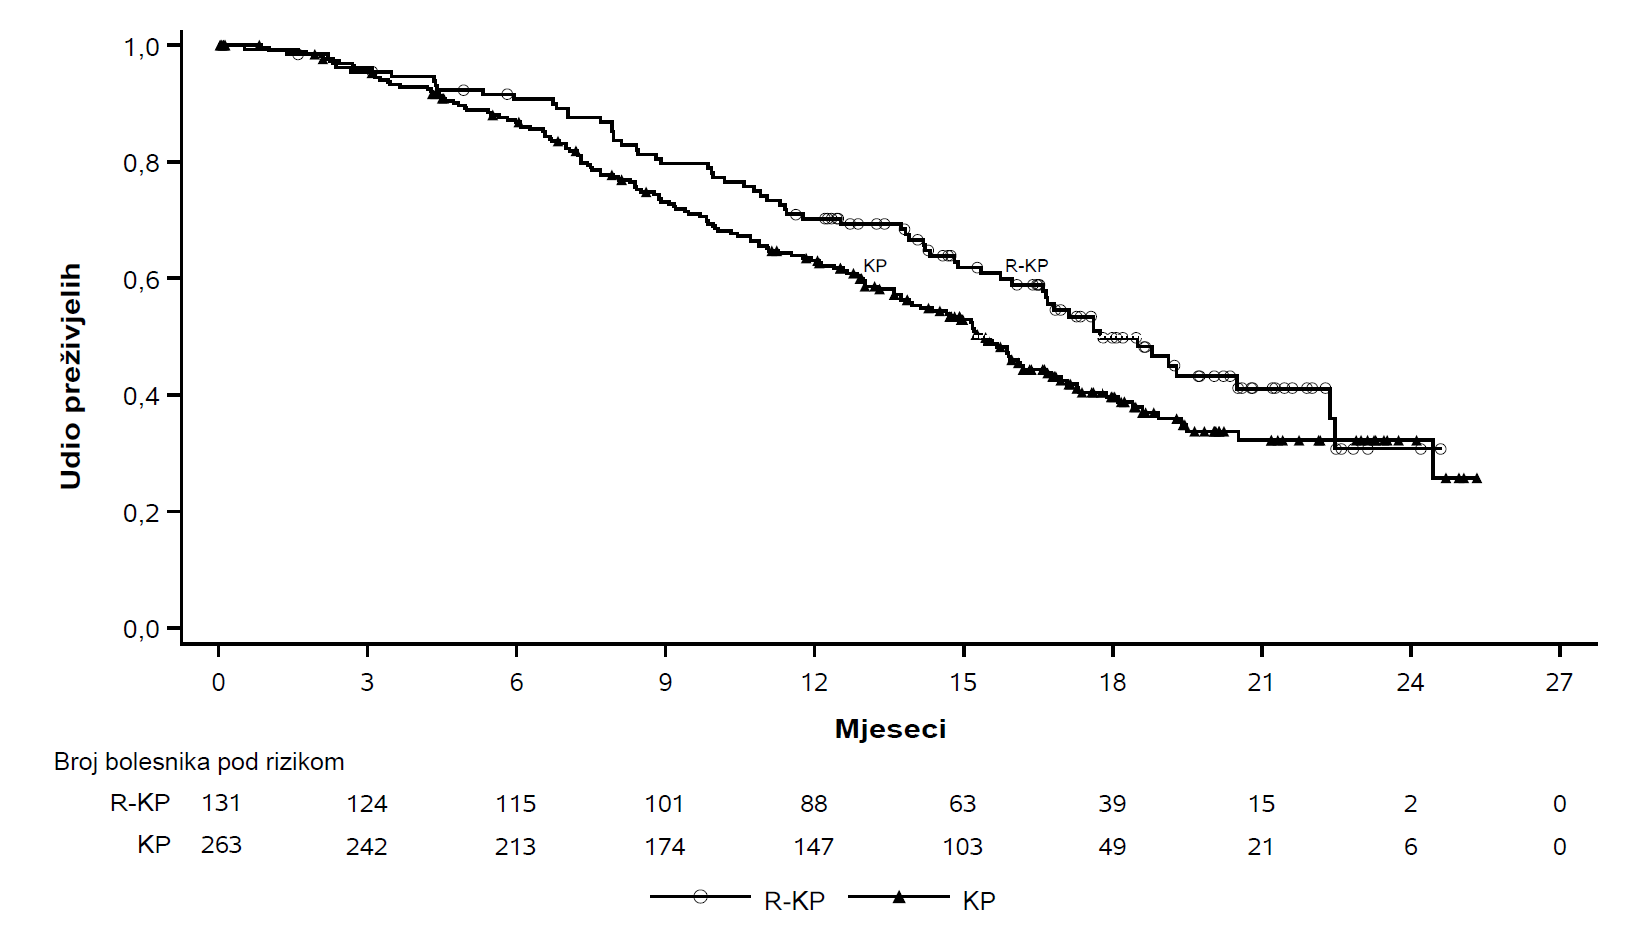 1,0
0,8
0,6
0,4
0,2
0,0
Udio preživjelih
KP
R-KP
0 3 6 9 12 15 18 21 24 27
Mjeseci
Broj bolesnika pod rizikom
R-KP 131 124 115 101 88 63 39 15 2 0
KP 263 242 213 174 147 103 49 21 6 0
R-KP KP